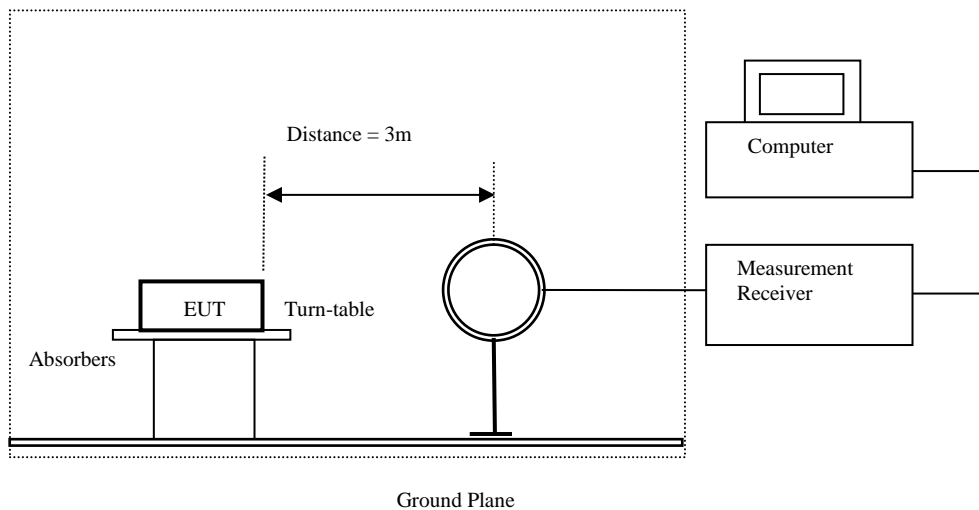 Distance = 3m
Computer
Measurement
Receiver
EUT
Turn-table
Absorbers
Ground Plane